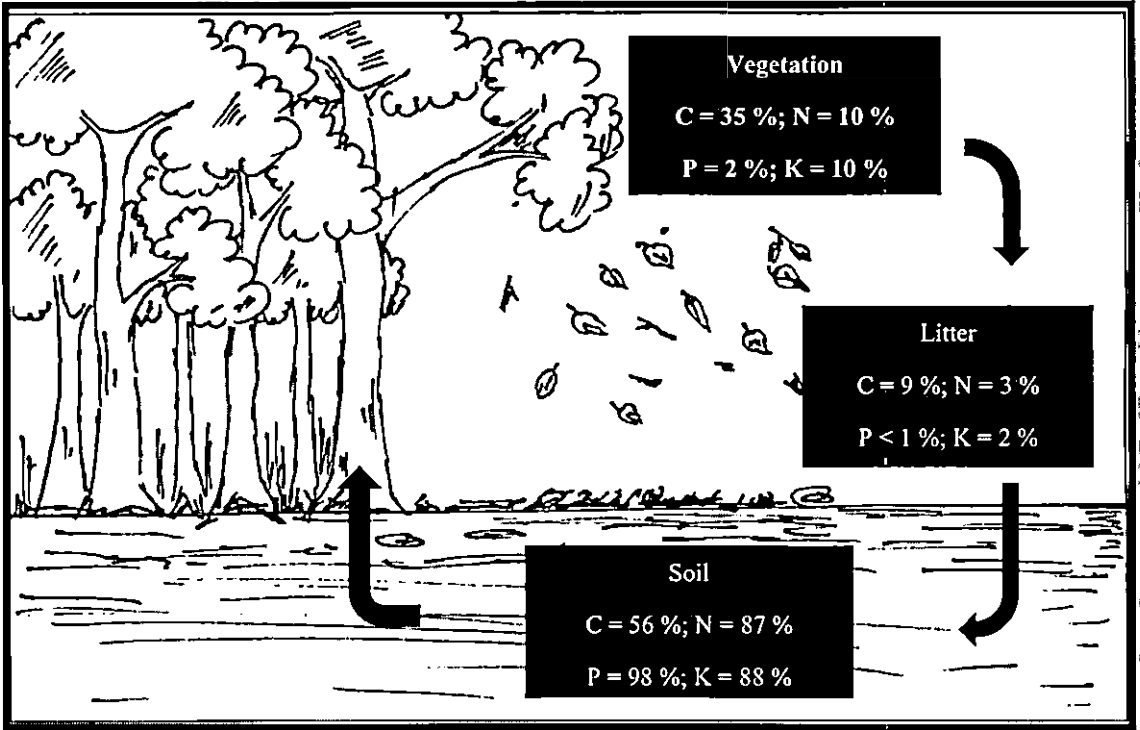 Vegetation
C = 35 %; N = 10 %
P = 2 %; K = 10 %
Litter
C = 9 %; N = 3 %
P < 1 %; K = 2 %
Soil
C = 56 %; N = 87 %
P = 98 %; K = 88 %